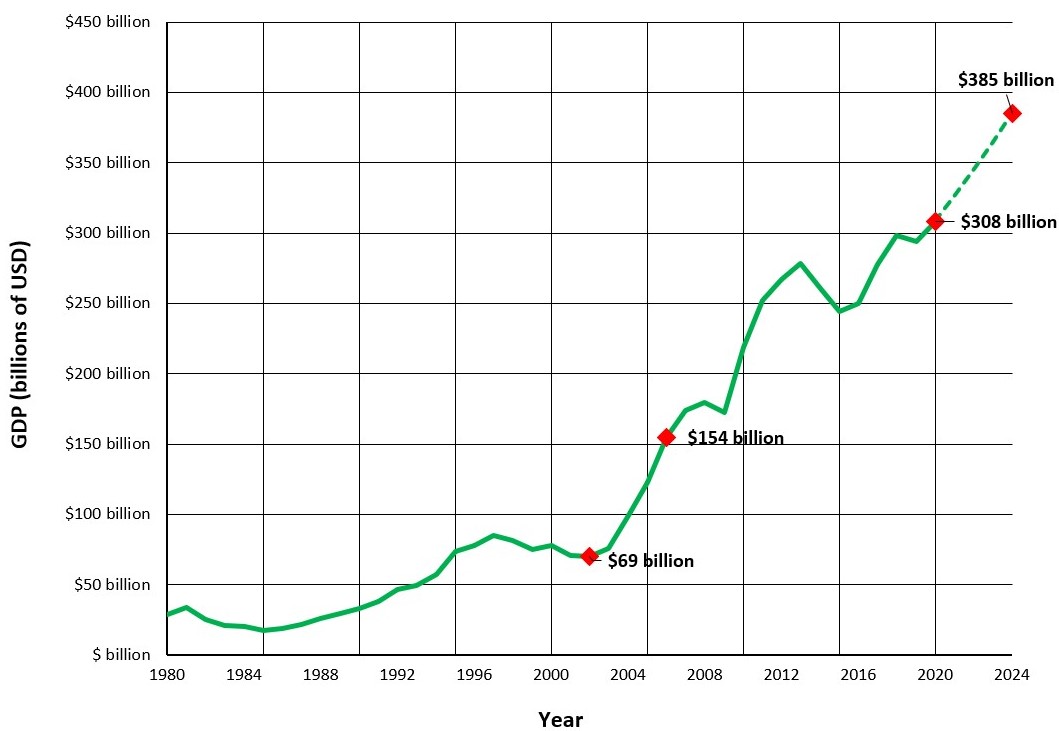 $450 billion
$400 billion
$350 billion
$300 billion
$250 billion
$200 billion
$150 billion
$100 billion
$50 billion
$ billion
GDP (billions of USD)
$385 billion
$308 billion
$154 billion
$69 billion
1980 1984 1988 1992 1996 2000 2004 2008 2012 2016 2020 2024
Year